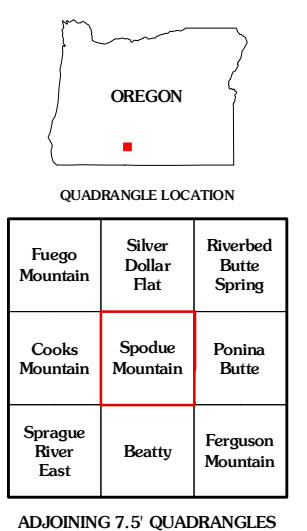 OREGON
QUADRANGLE LOCATION
Fuego
Mountain
Silver
Dollar
Flat
Riverbed
Butte
Spring
Cooks
Mountain
Spodue
Mountain
Ponina
Butte
Sprague
River
East
Beatty
Ferguson
Mountain
ADJOINING 7.5' QUADRANGLES